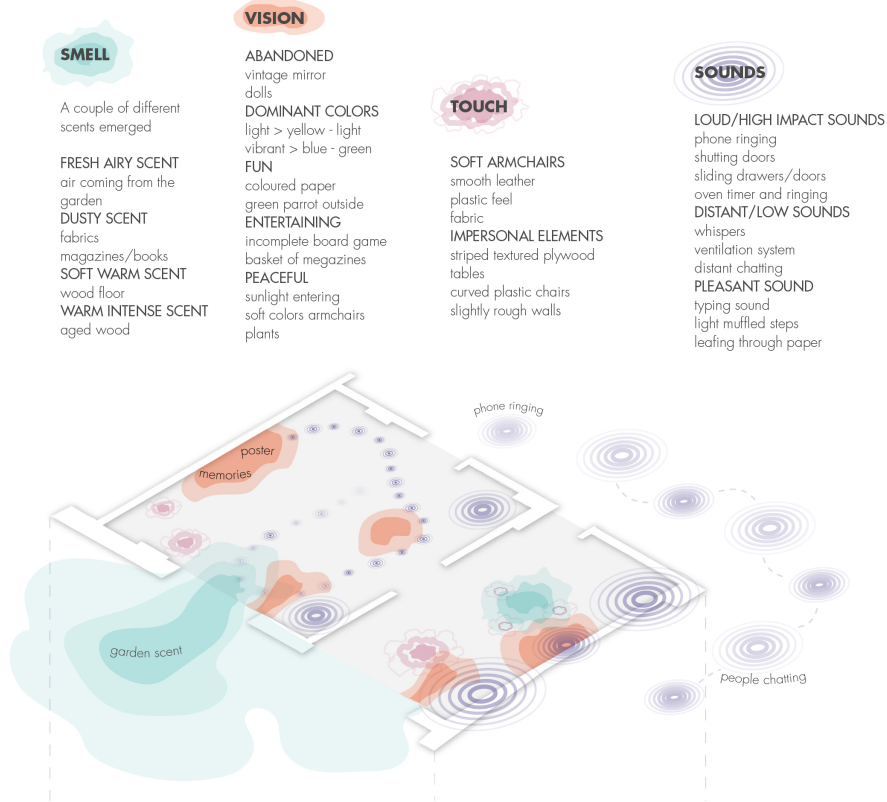 SMELL
A couple of different
scents emerged
FRESH AIRY SCENT
air coming from the
garden
DUSTY SCENT
fabrics
magazines/books
SOFT WARM SCENT
wood floor
WARM INTENSE SCENT
aged wood
VISION
ABANDONED
vintage mirror
dolls
DOMINANT COLORS
light > yellow - light
vibrant > blue - green
FUN
coloured paper
green parrot outside
ENTERTAINING
incomplete board game
basket of megazines
PEACEFUL
sunlight entering
soft colors armchairs
plants
TOUCH
SOFT ARMCHAIRS
smooth leather
plastic feel
fabric
IMPERSONAL ELEMENTS
striped textured plywood
tables
curved plastic chairs
slightly rough walls
SOUNDS
LOUD/HIGH IMPACT SOUNDS
phone ringing
shutting doors
sliding drawers/doors
oven timer and ringing
DISTANT/LOW SOUNDS
whispers
ventilation system
distant chatting
PLEASANT SOUND
typing sound
light muffled steps
leafing through paper
phone ringing
poster
memories
garden scent
people chatting